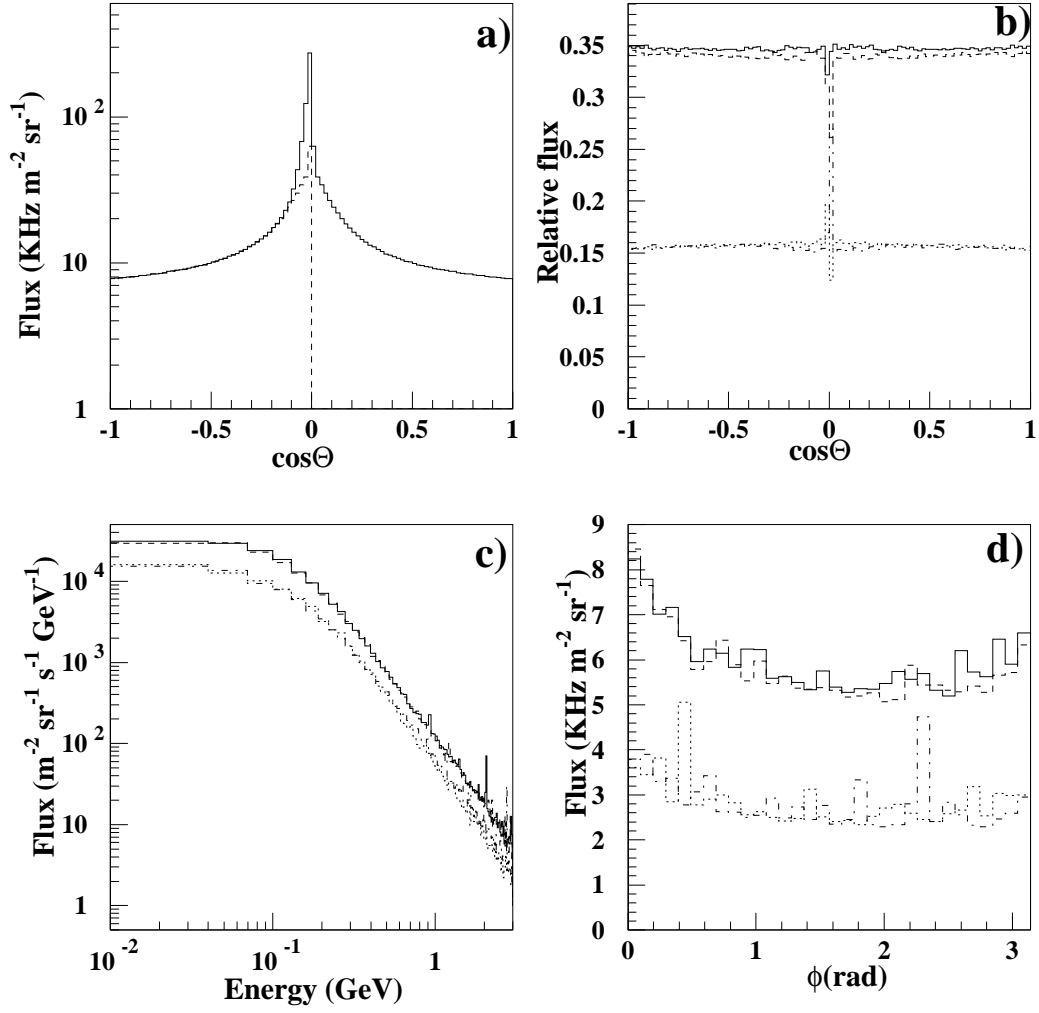 a)
Flux (KHz m⁻² sr⁻¹)
10²
10
1
-1 -0.5 0 0.5 1
cosΘ
b)
Relative flux
0.35
0.3
0.25
0.2
0.15
0.1
0.05
0
-1 -0.5 0 0.5 1
cosΘ
c)
Flux (m⁻² sr⁻¹ s⁻¹ GeV⁻¹)
10⁴
10³
10²
10
1
10⁻² 10⁻¹ 1
Energy (GeV)
d)
Flux (KHz m⁻² sr⁻¹)
9
8
7
6
5
4
3
2
1
0
0 1 2 3
ϕ(rad)